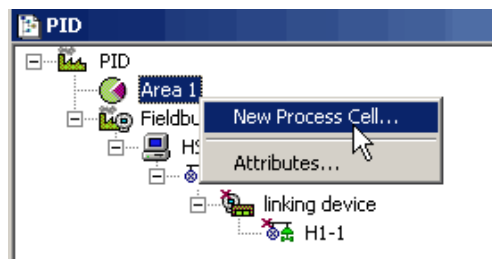 PID
PID
Area 1
New Process Cell...
Attributes...
linking device
H1-1